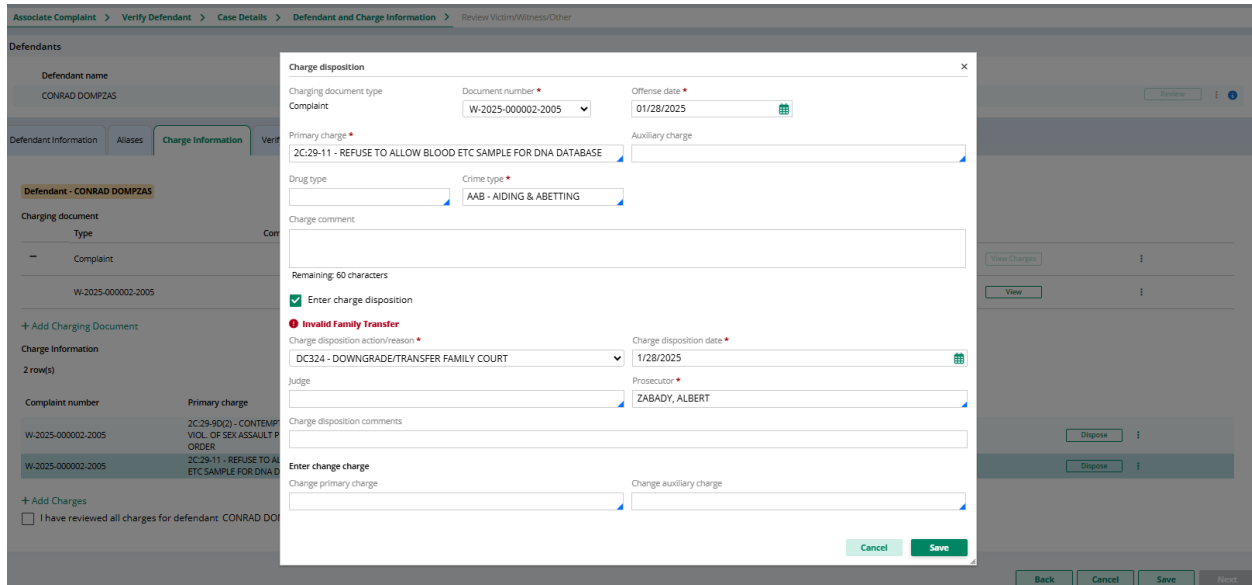 Associate Complaint > Verify Defendant > Case Details > Defendant and Charge Information > Review Victim/Witness/Other
Defendants
Defendant name
CONRAD DOMPZAS
Review
Defendant Information Aliases Charge Information Verif
Defendant - CONRAD DOMPZAS
Charging document
Type Com
Complaint
View Charges
W-2025-000002-2005
View
+ Add Charging Document
Charge Information
2 row(s)
Complaint number Primary charge
2C:29-9D(2) - CONTEMP
W-2025-000002-2005 VIOL. OF SEX ASSAULT P
ORDER
Dispose
2C:29-11 - REFUSE TO AL
W-2025-000002-2005 ETC SAMPLE FOR DNA D
Dispose
+ Add Charges
I have reviewed all charges for defendant CONRAD DO
Charge disposition
Charging document type Document number * Offense date *
Complaint W-2025-000002-2005 01/28/2025
Primary charge * Auxiliary charge
2C:29-11 - REFUSE TO ALLOW BLOOD ETC SAMPLE FOR DNA DATABASE
Drug type Crime type *
AAB - AIDING & ABETTING
Charge comment
Remaining: 60 characters
Enter charge disposition
Invalid Family Transfer
Charge disposition action/reason * Charge disposition date *
DC324 - DOWNGRADE/TRANSFER FAMILY COURT 1/28/2025
Judge Prosecutor *
ZABADY, ALBERT
Charge disposition comments
Enter change charge
Change primary charge Change auxiliary charge
Cancel Save
Back Cancel Save Next